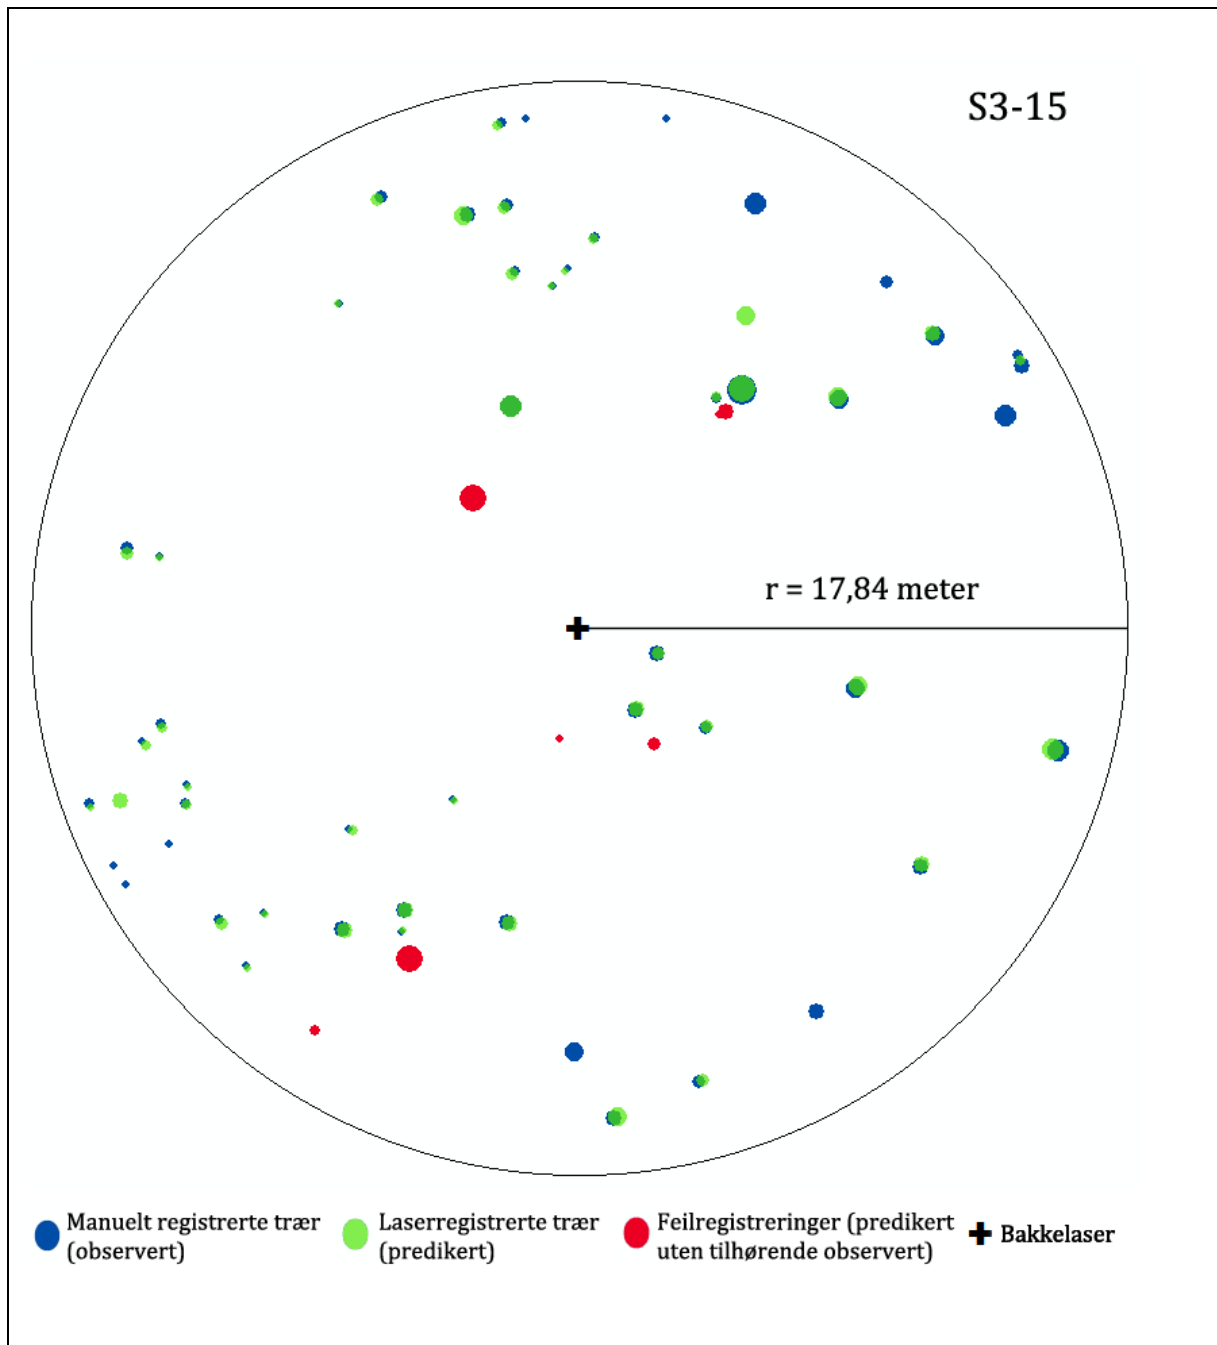 S3-15
r = 17,84 meter
Manuelt registrerte trær
(observert)
Laserregistrerte trær
(predikert)
Feilregistreringer (predikert
uten tilhørende observert)
Bakkelaser